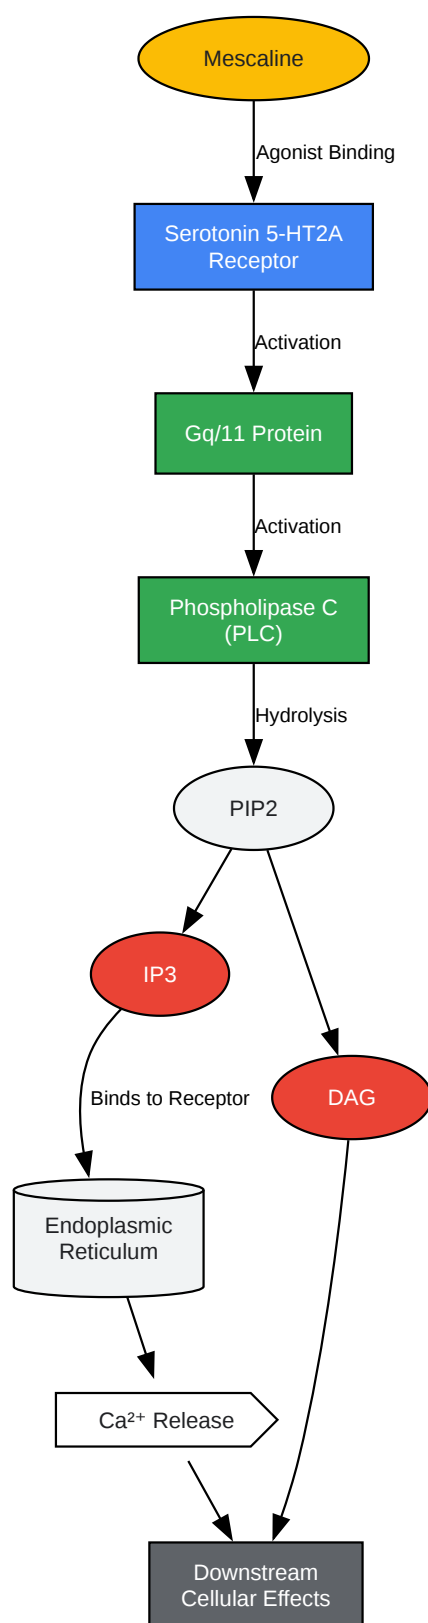 Mescaline
Agonist Binding
Serotonin 5-HT2A
Receptor
Activation
Gq/11 Protein
Activation
Phospholipase C
(PLC)
Hydrolysis
PIP2
IP3
DAG
Binds to Receptor
Endoplasmic
Reticulum
Ca²⁺ Release
Downstream
Cellular Effects